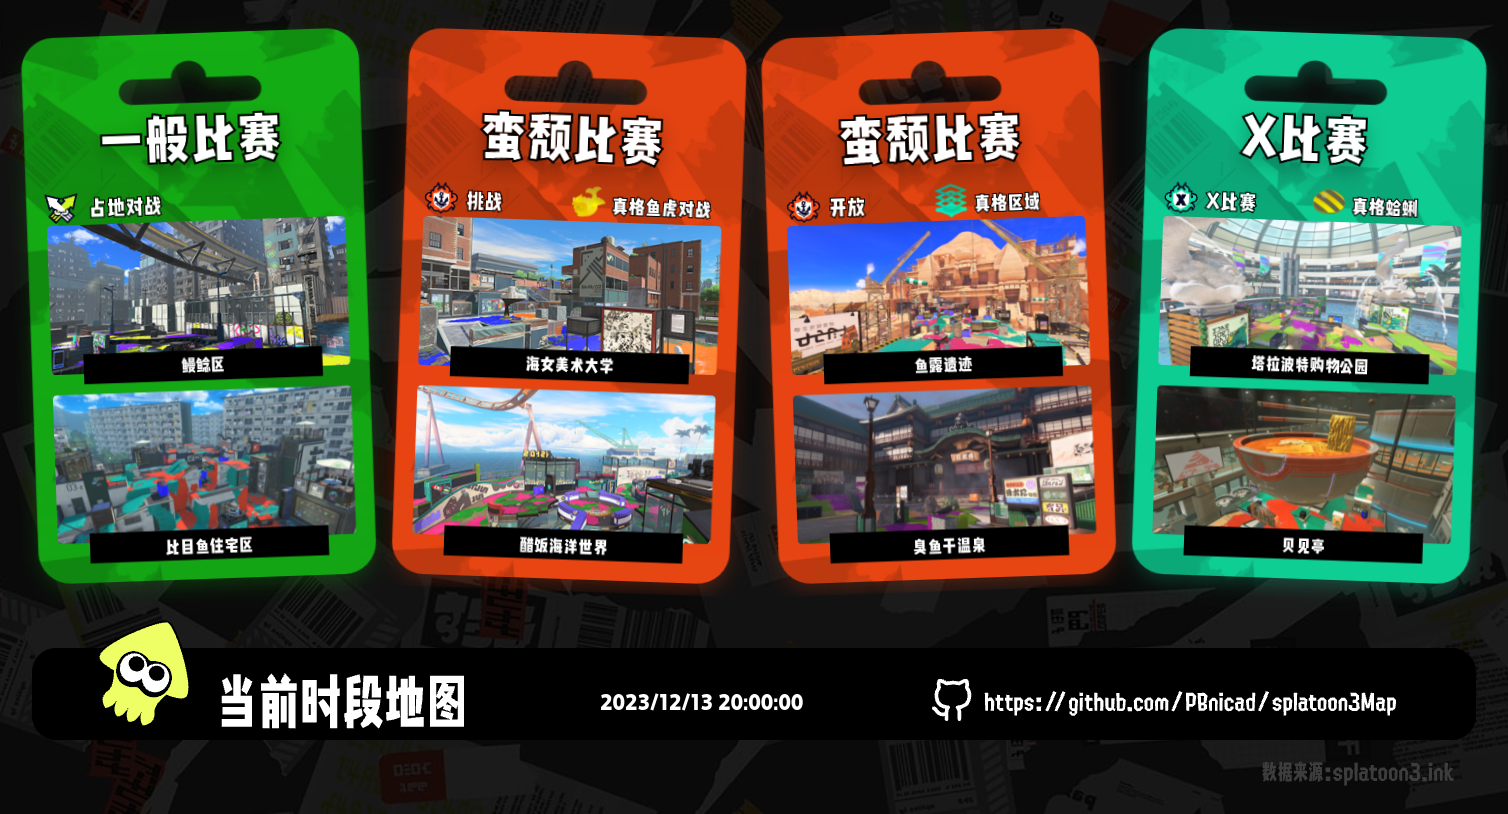 一般比赛
占地对战
鳗鲶区
比目鱼住宅区
蛮颓比赛
挑战
真格鱼虎对战
海女美术大学
醋饭海洋世界
蛮颓比赛
开放
真格区域
鱼露遗迹
臭鱼干温泉
X比赛
X比赛
真格蛤蜊
塔拉波特购物公园
贝见亭
当前时段地图
2023/12/13 20:00:00
https://github.com/PBnicad/splatoon3Map
数据来源:splatoon3.ink